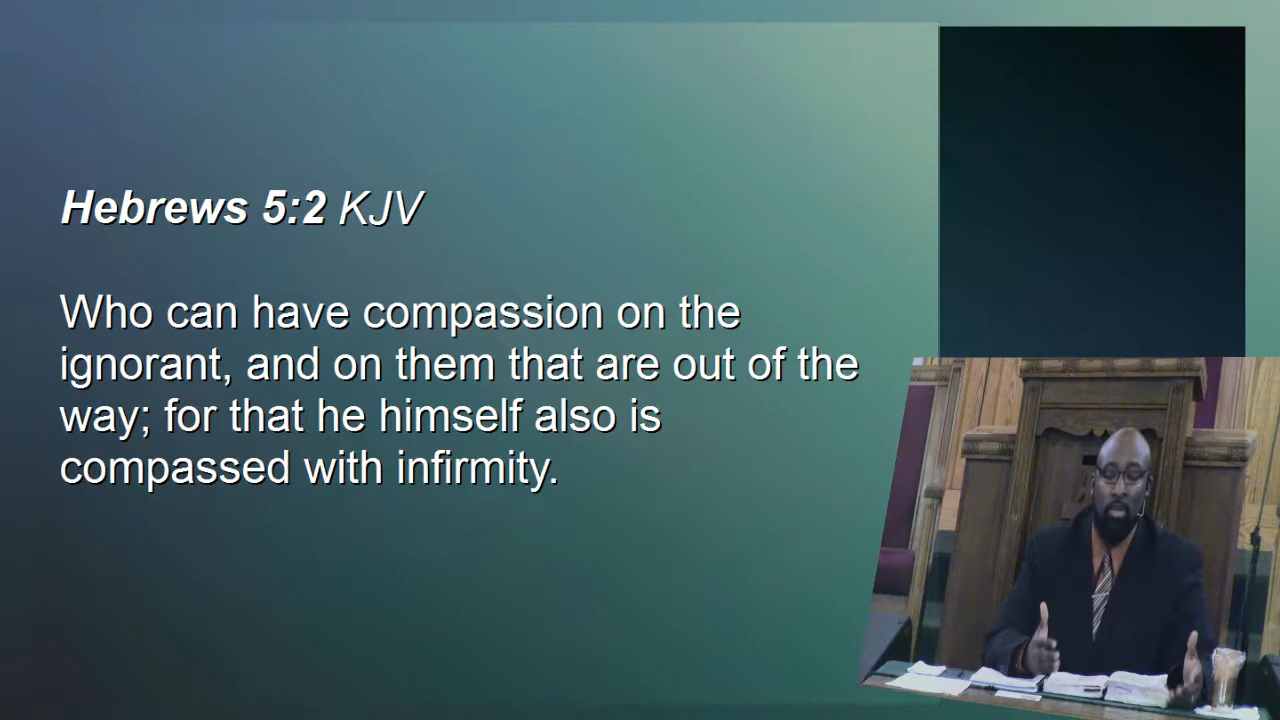 Hebrews 5:2 KJV
Who can have compassion on the
ignorant, and on them that are out of the
way; for that he himself also is
compassed with infirmity.